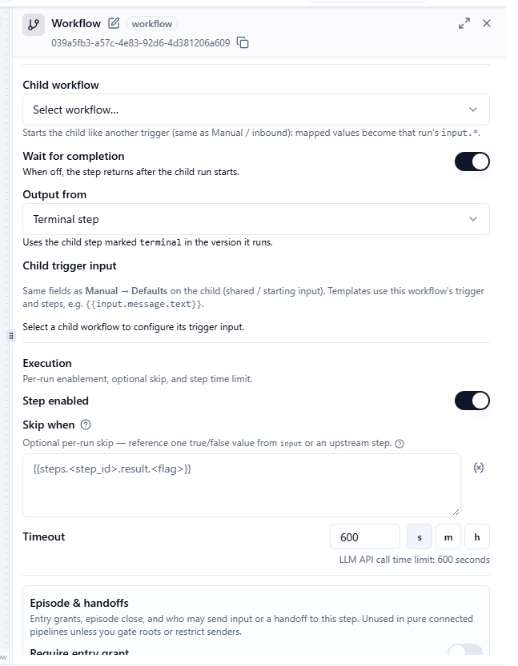 Workflow workflow
039a5fb3-a57c-4e83-92d6-4d381206a609
Child workflow
Select workflow...
Starts the child like another trigger (same as Manual / inbound): mapped values become that run's input.*.
Wait for completion
When off, the step returns after the child run starts.
Output from
Terminal step
Uses the child step marked terminal in the version it runs.
Child trigger input
Same fields as Manual → Defaults on the child (shared / starting input). Templates use this workflow's trigger
and steps, e.g. {{input.message.text}}.
Select a child workflow to configure its trigger input.
Execution
Per-run enablement, optional skip, and step time limit.
Step enabled
Skip when
Optional per-run skip — reference one true/false value from input or an upstream step.
{{steps.<step_id>.result.<flag>}}
Timeout 600 s m h
LLM API call time limit: 600 seconds
Episode & handoffs
Entry grants, episode close, and who may send input or a handoff to this step. Unused in pure connected
pipelines unless you gate roots or restrict senders.
Require entry grant